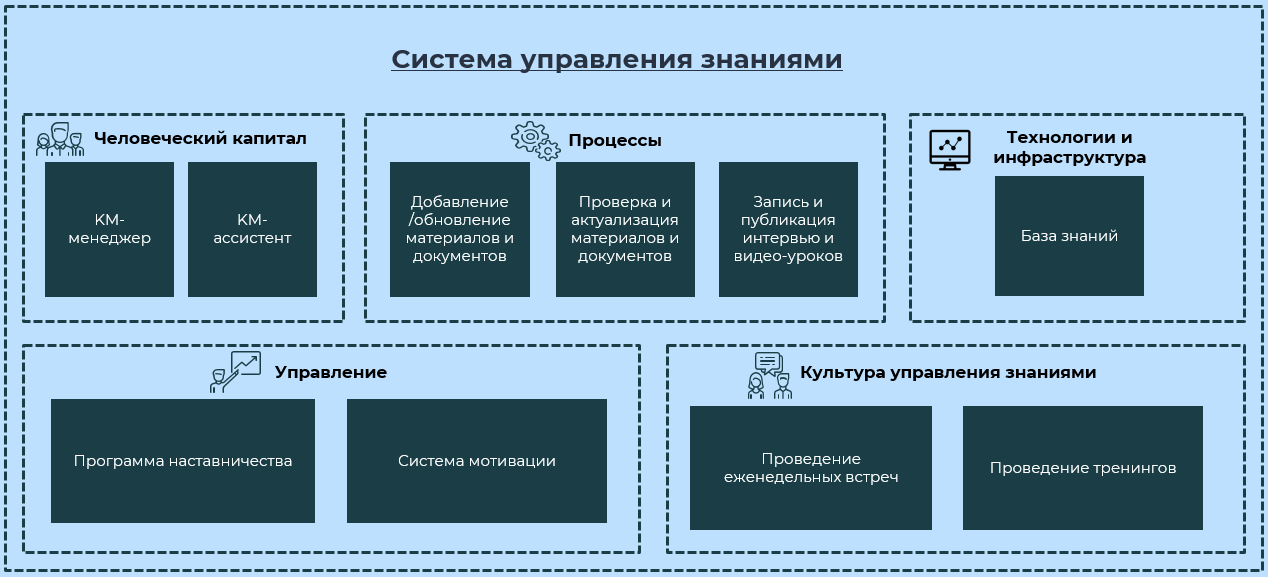 Система управления знаниями
Человеческий капитал
KM-
менеджер
KM-
ассистент
Процессы
Добавление
/обновление
материалов и
документов
Проверка и
актуализация
материалов и
документов
Запись и
публикация
интервью и
видео-уроков
Технологии и
инфраструктура
База знаний
Управление
Программа наставничества
Система мотивации
Культура управления знаниями
Проведение
еженедельных встреч
Проведение тренингов